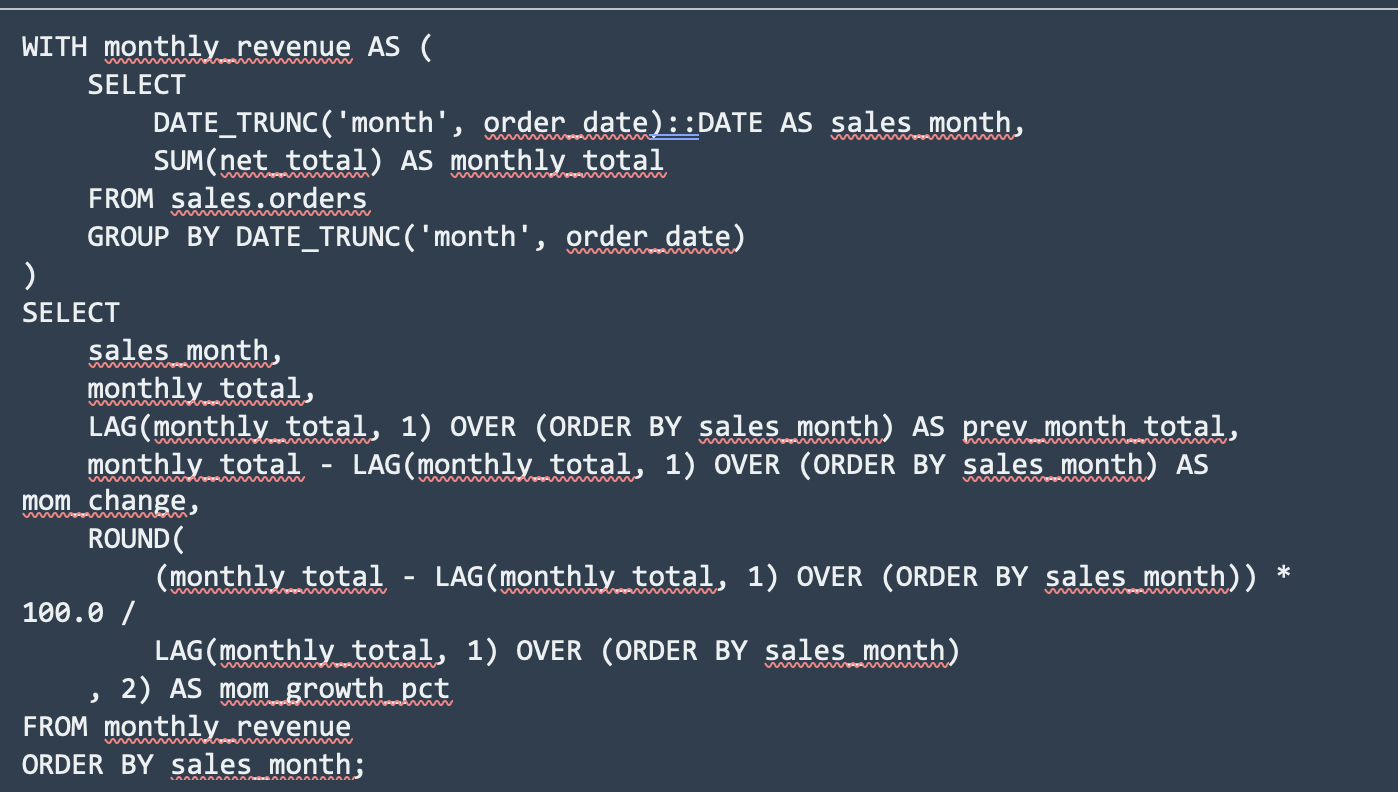 WITH monthly_revenue AS (
    SELECT
        DATE_TRUNC('month', order_date)::DATE AS sales_month,
        SUM(net_total) AS monthly_total
    FROM sales.orders
    GROUP BY DATE_TRUNC('month', order_date)
)
SELECT
    sales_month,
    monthly_total,
    LAG(monthly_total, 1) OVER (ORDER BY sales_month) AS prev_month_total,
    monthly_total - LAG(monthly_total, 1) OVER (ORDER BY sales_month) AS
mom_change,
    ROUND(
        (monthly_total - LAG(monthly_total, 1) OVER (ORDER BY sales_month)) *
100.0 /
        LAG(monthly_total, 1) OVER (ORDER BY sales_month)
    , 2) AS mom_growth_pct
FROM monthly_revenue
ORDER BY sales_month;